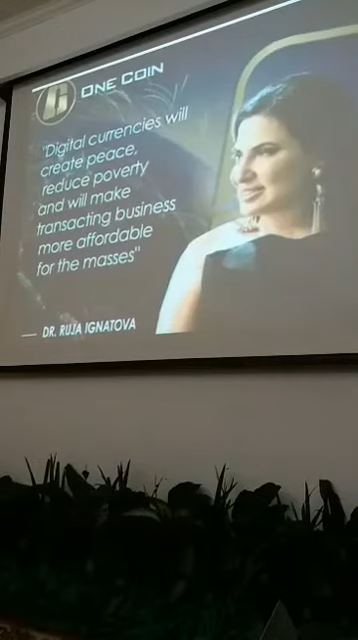 ONE COIN
"Digital currencies will
create peace,
reduce poverty
and will make
transacting business
more affordable
for the masses"
DR. RUJA IGNATOVA